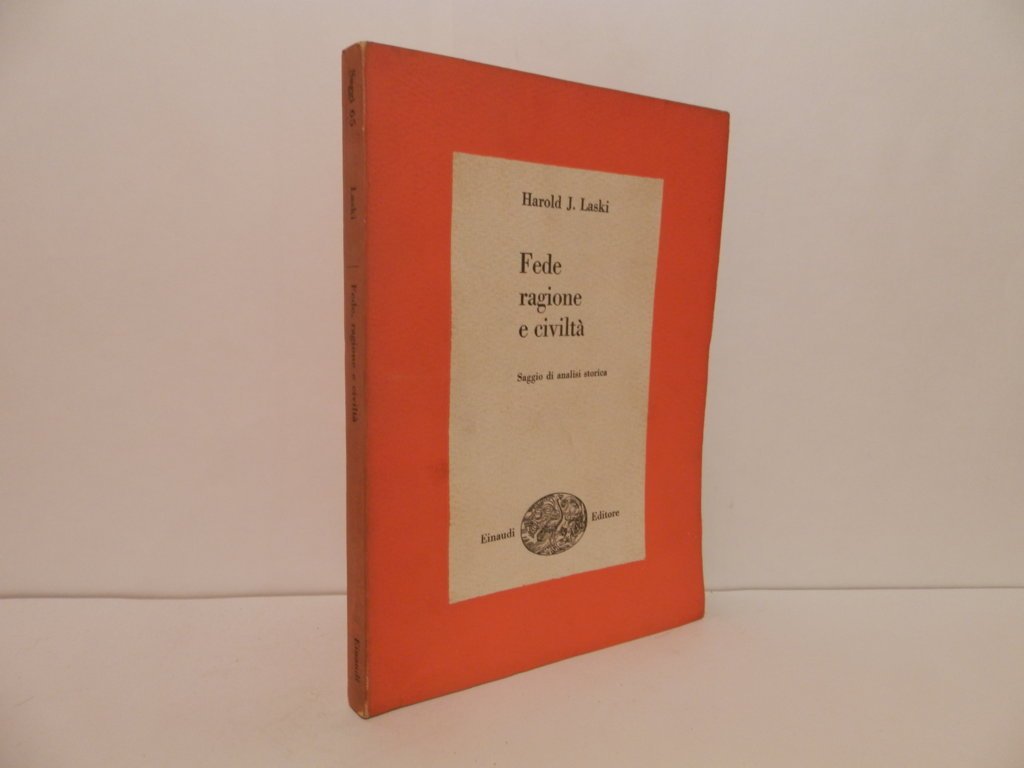 Harold J. Laski
Fede
ragione
e civiltà
Saggio di analisi storica
Einaudi Editore
Saggi 65 Laski Fede, ragione e civiltà Einaudi